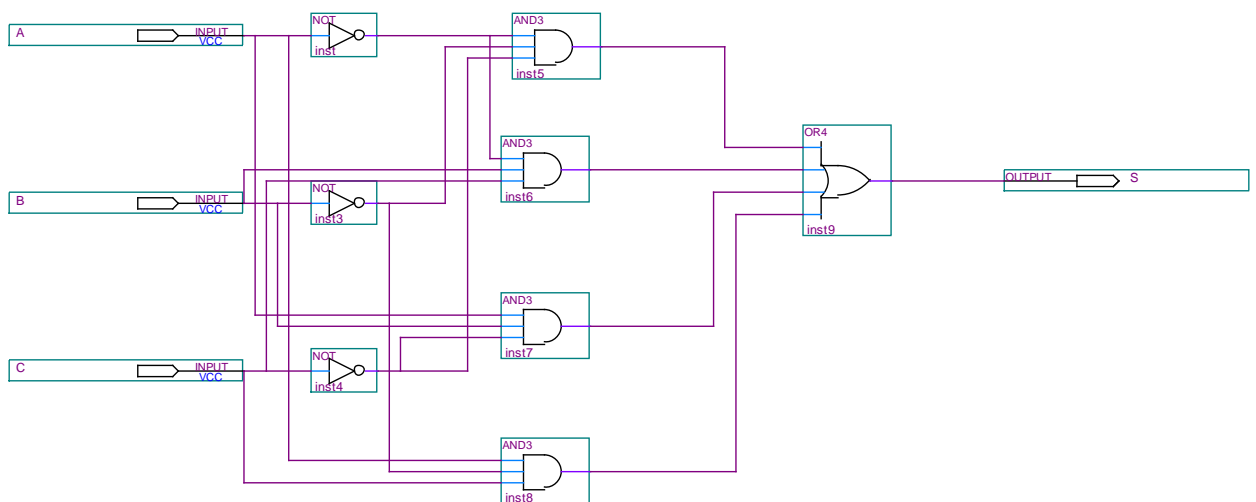 A
INPUT
VCC
NOT
inst
AND3
inst5
AND3
inst6
OR4
inst9
OUTPUT
S
B
INPUT
VCC
NOT
inst3
AND3
inst7
C
INPUT
VCC
NOT
inst4
AND3
inst8